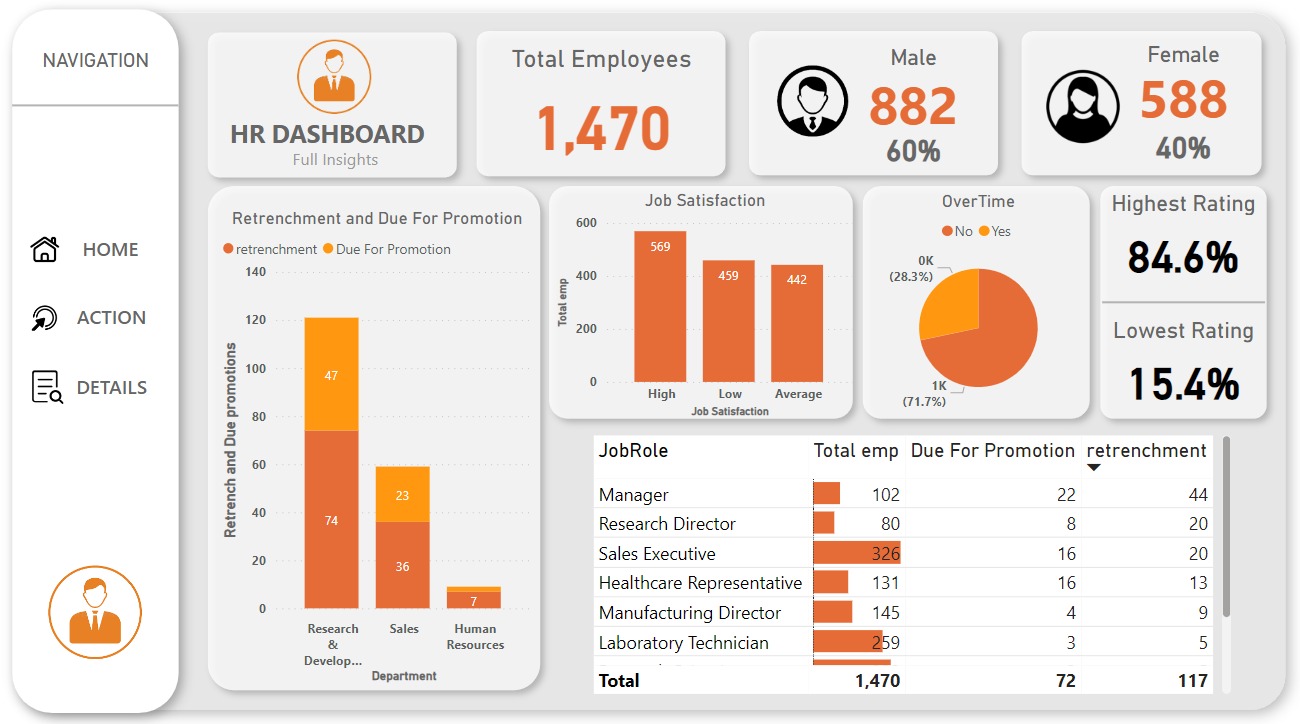 NAVIGATION
HOME
ACTION
DETAILS
HR DASHBOARD
Full Insights
Total Employees
1,470
Male
882
60%
Female
588
40%
Retrenchment and Due For Promotion
retrenchment Due For Promotion
Retrench and Due promotions
140
120
100
80
60
40
20
0
47
74
23
36
7
Research
&
Develop...
Sales
Human
Resources
Department
Job Satisfaction
Total emp
600
400
200
0
569
459
442
High Low Average
Job Satisfaction
OverTime
No Yes
0K
(28.3%)
1K
(71.7%)
Highest Rating
84.6%
Lowest Rating
15.4%
JobRole Total emp Due For Promotion retrenchment
Manager 102 22 44
Research Director 80 8 20
Sales Executive 326 16 20
Healthcare Representative 131 16 13
Manufacturing Director 145 4 9
Laboratory Technician 259 3 5
Total 1,470 72 117